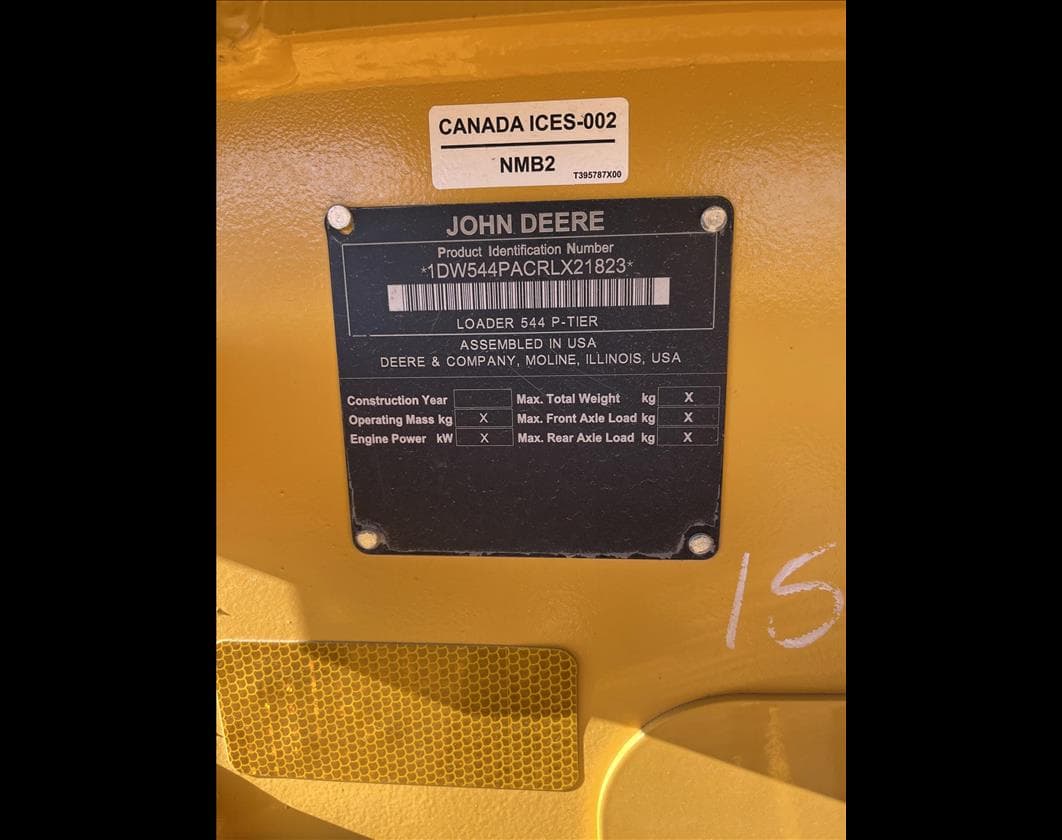 CANADA ICES-002
NMB2
T395787X00
JOHN DEERE
Product Identification Number
*1DW544PACRLX21823*
LOADER 544 P-TIER
ASSEMBLED IN USA
DEERE & COMPANY, MOLINE, ILLINOIS, USA
Construction Year Max. Total Weight kg X
Operating Mass kg X Max. Front Axle Load kg X
Engine Power kW X Max. Rear Axle Load kg X
15